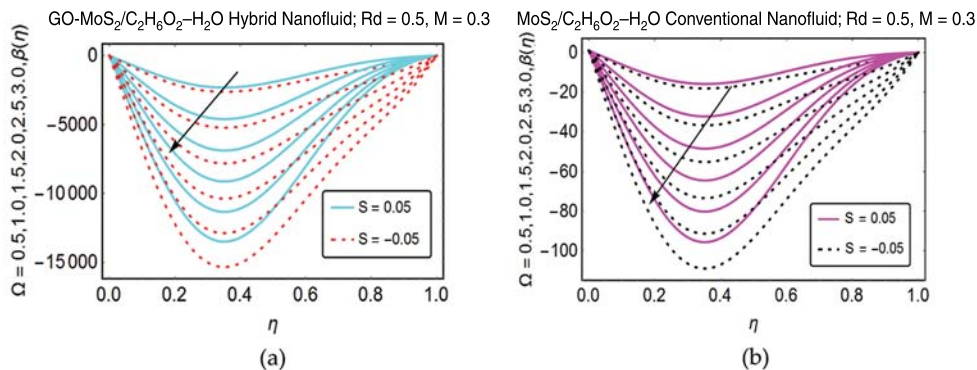 GO-MoS₂/C₂H₆O₂–H₂O Hybrid Nanofluid; Rd = 0.5, M = 0.3
Ω = 0.5,1.0,1.5,2.0,2.5,3.0,β(η)
0
−5000
−10 000
−15 000
S = 0.05
S = −0.05
0.0 0.2 0.4 0.6 0.8 1.0
η
(a)
MoS₂/C₂H₆O₂–H₂O Conventional Nanofluid; Rd = 0.5, M = 0.3
Ω = 0.5,1.0,1.5,2.0,2.5,3.0,β(η)
0
−20
−40
−60
−80
−100
S = 0.05
S = −0.05
0.0 0.2 0.4 0.6 0.8 1.0
η
(b)